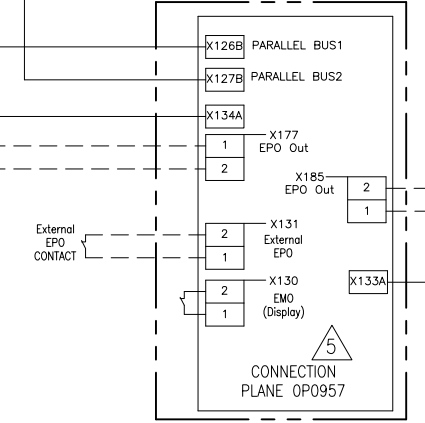 X126B PARALLEL BUS1
X127B PARALLEL BUS2
X134A
X177
1 EPO Out
2
X185
EPO Out 2
1
External
EPO
CONTACT
2 X131
External
1 EPO
2 X130
EMO
1 (Display)
X133A
5
CONNECTION
PLANE 0P0957